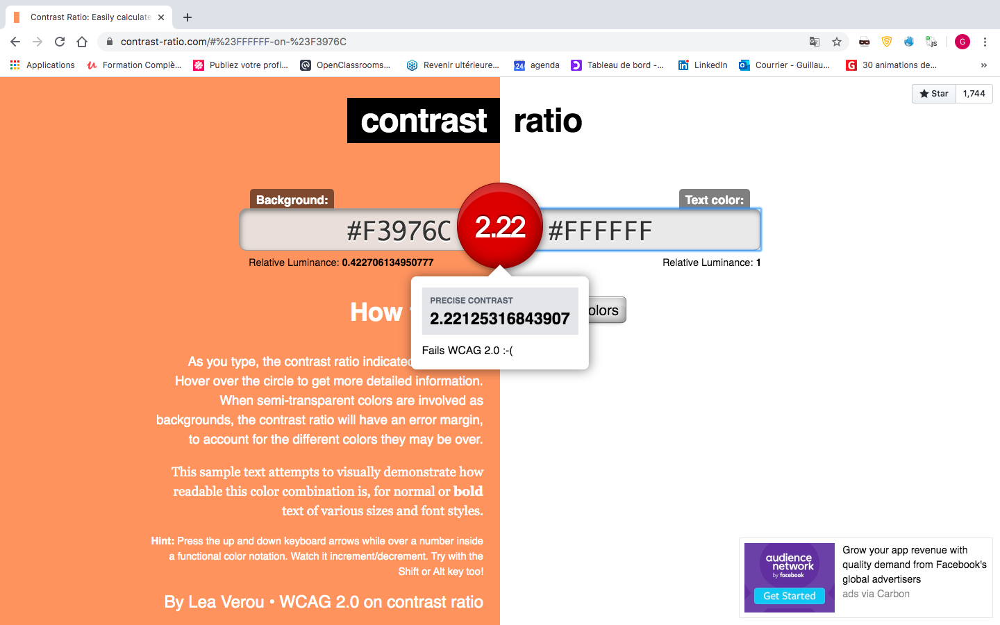 Contrast Ratio: Easily calculate
contrast-ratio.com/#%23FFFFFF-on-%23F3976C
G
Applications
Formation Complè...
Publiez votre profi...
OpenClassrooms...
Revenir ultérieure...
24 agenda
Tableau de bord -...
LinkedIn
Courrier - Guillau...
30 animations de...
»
Star 1,744
contrast ratio
Background:
Text color:
#F3976C 2.22 #FFFFFF
Relative Luminance: 0.422706134950777
Relative Luminance: 1
PRECISE CONTRAST
2.22125316843907
Fails WCAG 2.0 :-(
How
olors
As you type, the contrast ratio indicated
Hover over the circle to get more detailed information.
When semi-transparent colors are involved as
backgrounds, the contrast ratio will have an error margin,
to account for the different colors they may be over.
This sample text attempts to visually demonstrate how
readable this color combination is, for normal or bold
text of various sizes and font styles.
Hint: Press the up and down keyboard arrows while over a number inside
a functional color notation. Watch it increment/decrement. Try with the
Shift or Alt key too!
By Lea Verou • WCAG 2.0 on contrast ratio
audience
network
by facebook
Get Started
Grow your app revenue with
quality demand from Facebook's
global advertisers
ads via Carbon